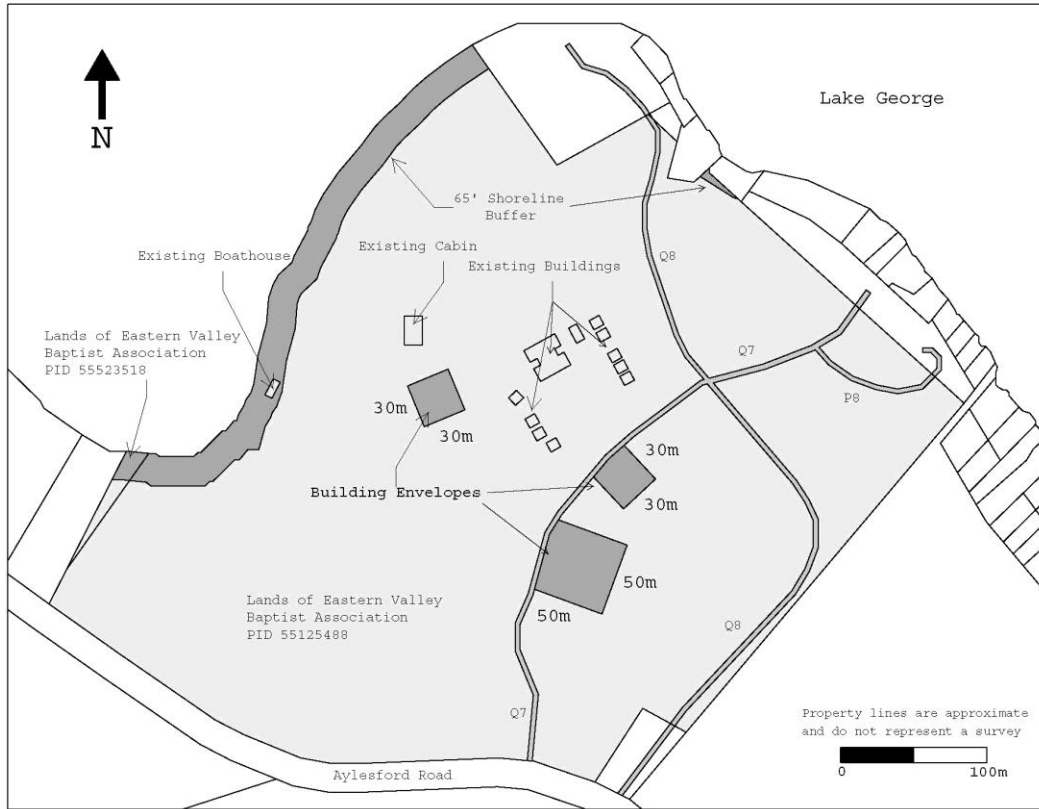 N
Lake George
65' Shoreline
Buffer
Existing Cabin
Existing Boathouse
Existing Buildings
Q8
Lands of Eastern Valley
Baptist Association
PID 55523518
Q7
P8
30m
30m
30m
30m
Building Envelopes
50m
50m
Lands of Eastern Valley
Baptist Association
PID 55125488
Q8
Q7
Property lines are approximate
and do not represent a survey
0 100m
Aylesford Road